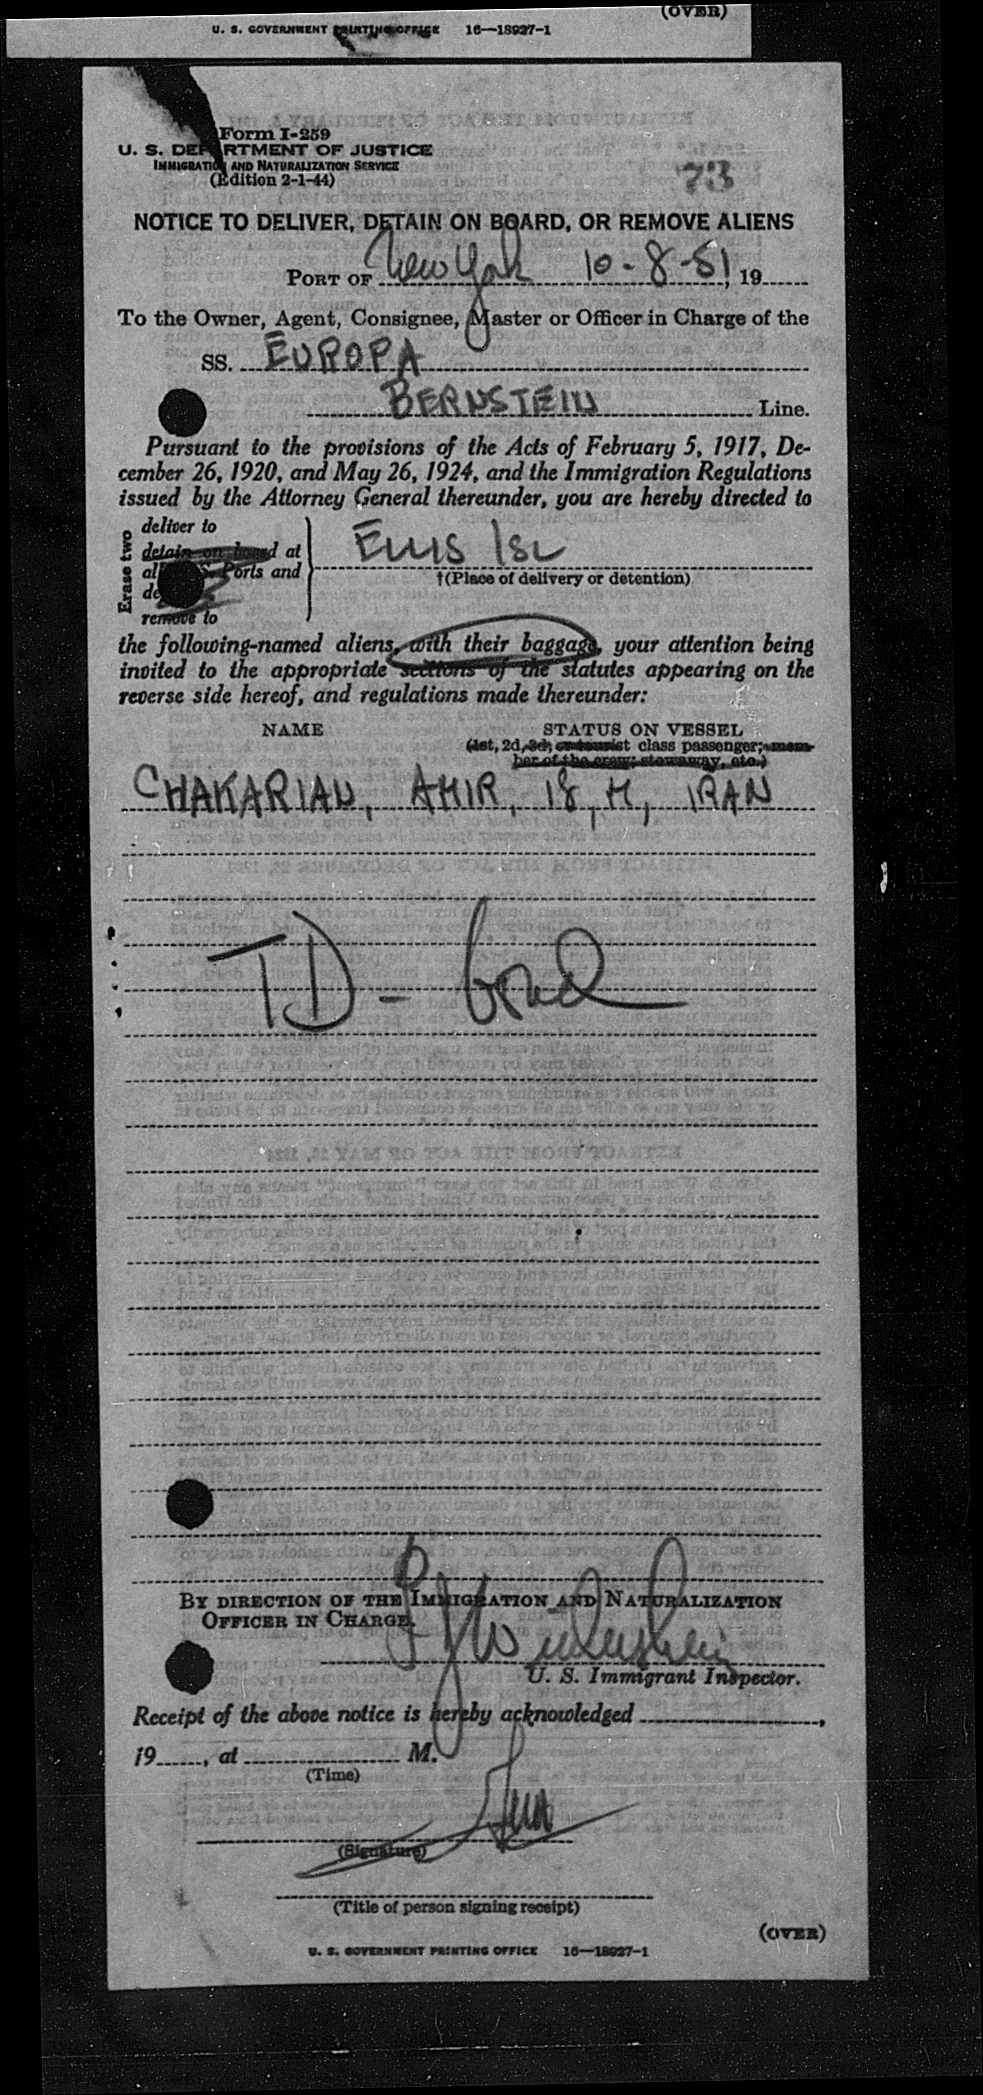 (OVER)
U. S. GOVERNMENT PRINTING OFFICE 16—18927-1
Form I-259
U. S. DEPARTMENT OF JUSTICE
IMMIGRATION AND NATURALIZATION SERVICE
(Edition 2-1-44)
73
NOTICE TO DELIVER, DETAIN ON BOARD, OR REMOVE ALIENS
PORT OF New York 10-8-51, 19
To the Owner, Agent, Consignee, Master or Officer in Charge of the
SS. EUROPA
BERNSTEIN Line.
Pursuant to the provisions of the Acts of February 5, 1917, De-
cember 26, 1920, and May 26, 1924, and the Immigration Regulations
issued by the Attorney General thereunder, you are hereby directed to
Erase two
deliver to
detain on board at
al S. Ports and
de
remove to
ELLIS ISL
†(Place of delivery or detention)
the following-named aliens, with their baggage, your attention being
invited to the appropriate sections of the statutes appearing on the
reverse side hereof, and regulations made thereunder:
NAME STATUS ON VESSEL
(1st, 2d, 3d, or tourist class passenger; mem-
ber of the crew; stowaway, etc.)
CHAKARIAN, AMIR, 18, M, IRAN
TD - bond
BY DIRECTION OF THE IMMIGRATION AND NATURALIZATION
OFFICER IN CHARGE.
U. S. Immigrant Inspector.
Receipt of the above notice is hereby acknowledged ,
19 , at M.
(Time)
(Signature)
(Title of person signing receipt)
(OVER)
U. S. GOVERNMENT PRINTING OFFICE 16—18927-1